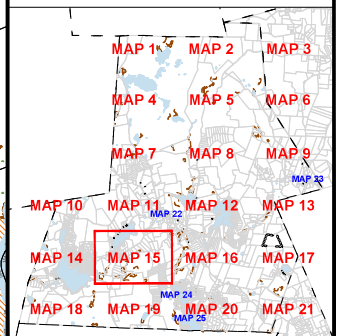 MAP 1 MAP 2 MAP 3
MAP 4 MAP 5 MAP 6
MAP 7 MAP 8 MAP 9
MAP 23
MAP 10 MAP 11 MAP 12 MAP 13
MAP 22
MAP 14 MAP 15 MAP 16 MAP 17
MAP 24
MAP 18 MAP 19 MAP 20 MAP 21
MAP 25